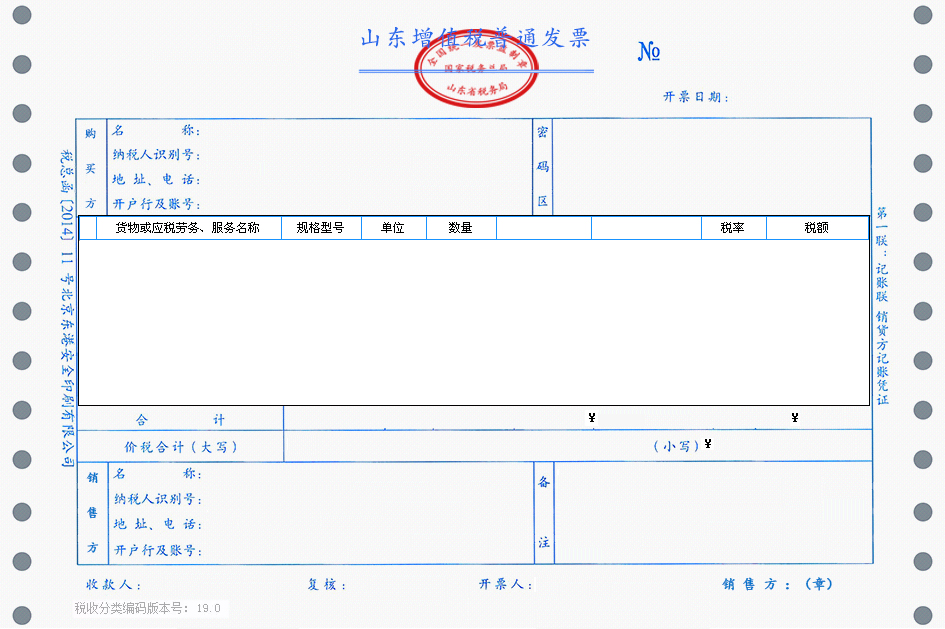 山东增值税普通发票
全国统一发票监制章
国家税务总局
山东省税务局
№
开票日期:
购买方
名 称:
纳税人识别号:
地 址、电 话:
开户行及账号:
密码区
货物或应税劳务、服务名称 规格型号 单位 数量 税率 税额
合 计 ¥ ¥
价税合计(大写) (小写) ¥
销售方
名 称:
纳税人识别号:
地 址、电 话:
开户行及账号:
备注
收款人: 复核: 开票人: 销售方:(章)
税收分类编码版本号: 19.0
税总函[2014] 11 号北京东港安全印刷有限公司
第一联:记账联 销货方记账凭证